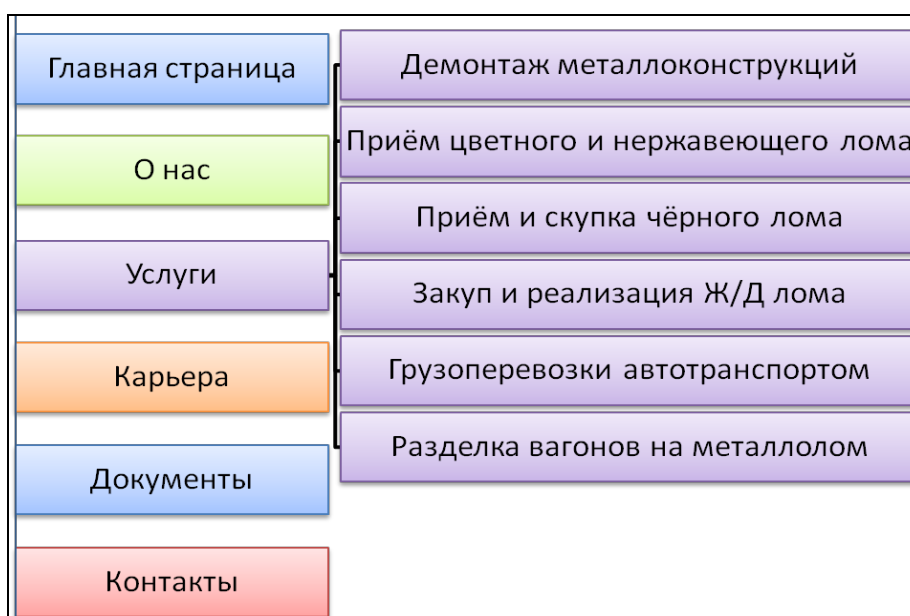 Главная страница
О нас
Услуги
Карьера
Документы
Контакты
Демонтаж металлоконструкций
Приём цветного и нержавеющего лома
Приём и скупка чёрного лома
Закуп и реализация Ж/Д лома
Грузоперевозки автотранспортом
Разделка вагонов на металлолом